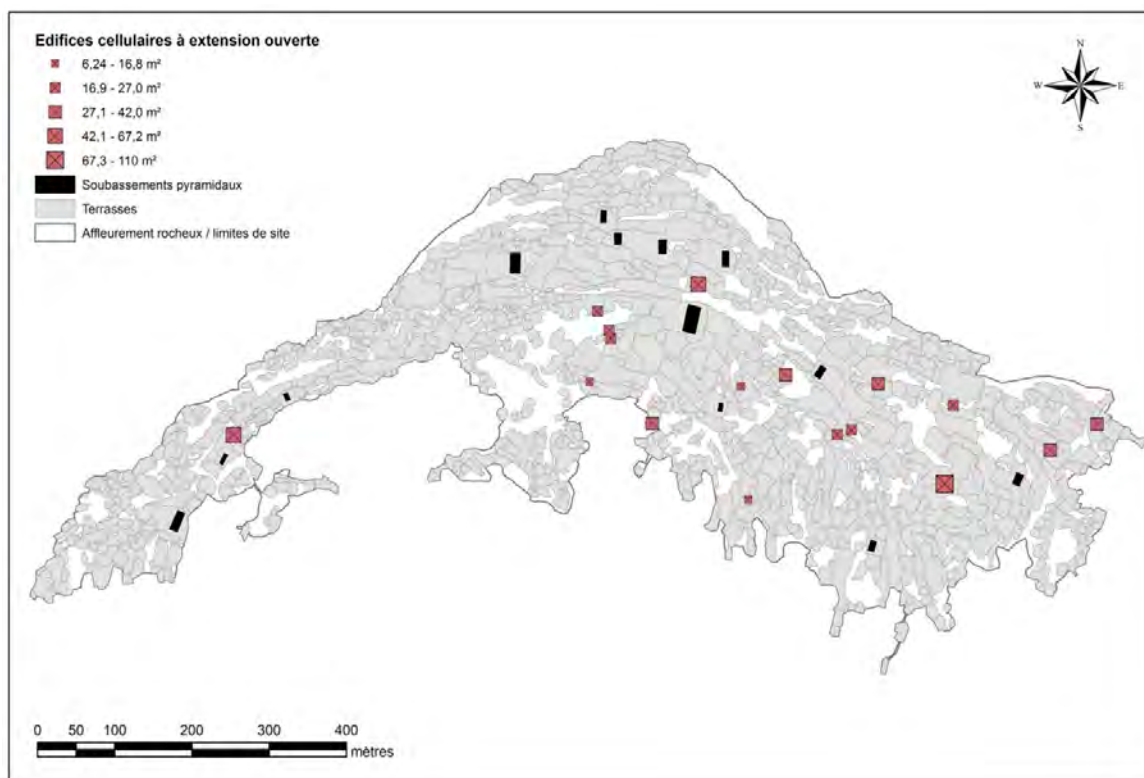 Edifices cellulaires à extension ouverte
6,24 - 16,8 m²
16,9 - 27,0 m²
27,1 - 42,0 m²
42,1 - 67,2 m²
67,3 - 110 m²
Soubassements pyramidaux
Terrasses
Affleurement rocheux / limites de site
N
W E
S
0 50 100 200 300 400
mètres